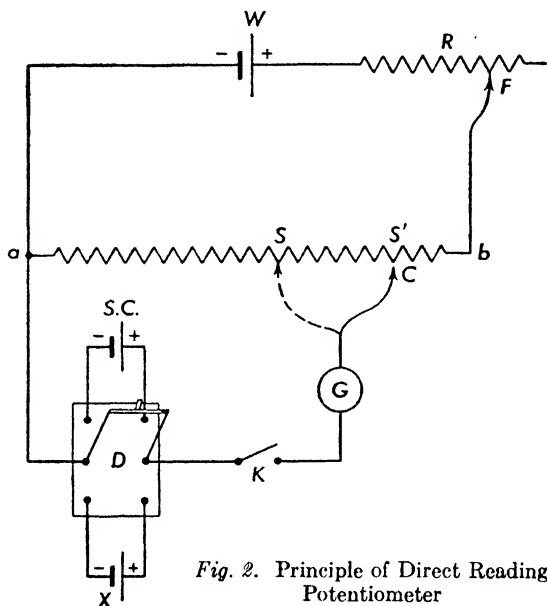 W
- +
R
F
a
S
S'
b
C
S.C.
- +
G
D
K
- +
X
Fig. 2. Principle of Direct Reading
Potentiometer